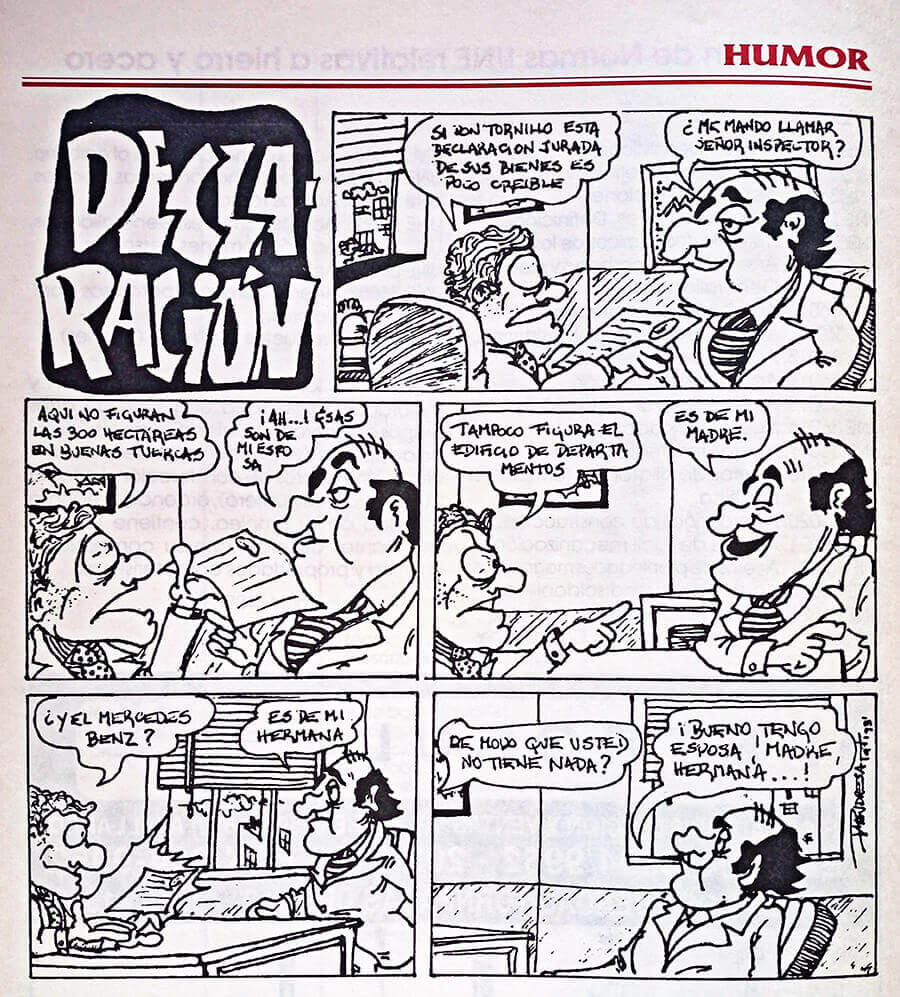 HUMOR
DECLA
RACIÓN
SI DON TORNILLO ESTA
DECLARACION JURADA
DE SUS BIENES ES
POCO CREIBLE
¿ME MANDO LLAMAR
SEÑOR INSPECTOR?
AQUI NO FIGURAN
LAS 300 HECTÁREAS
EN BUENAS TUERCAS
¡AH...! ÉSAS
SON DE
MI ESPO
SA
TAMPOCO FIGURA EL
EDIFICIO DE DEPARTA
MENTOS
ES DE MI
MADRE.
¿Y EL MERCEDES
BENZ?
ES DE MI
HERMANA
DE MODO QUE USTED
NO TIENE NADA?
¡BUENO TENGO
ESPOSA, MADRE,
HERMANA...!